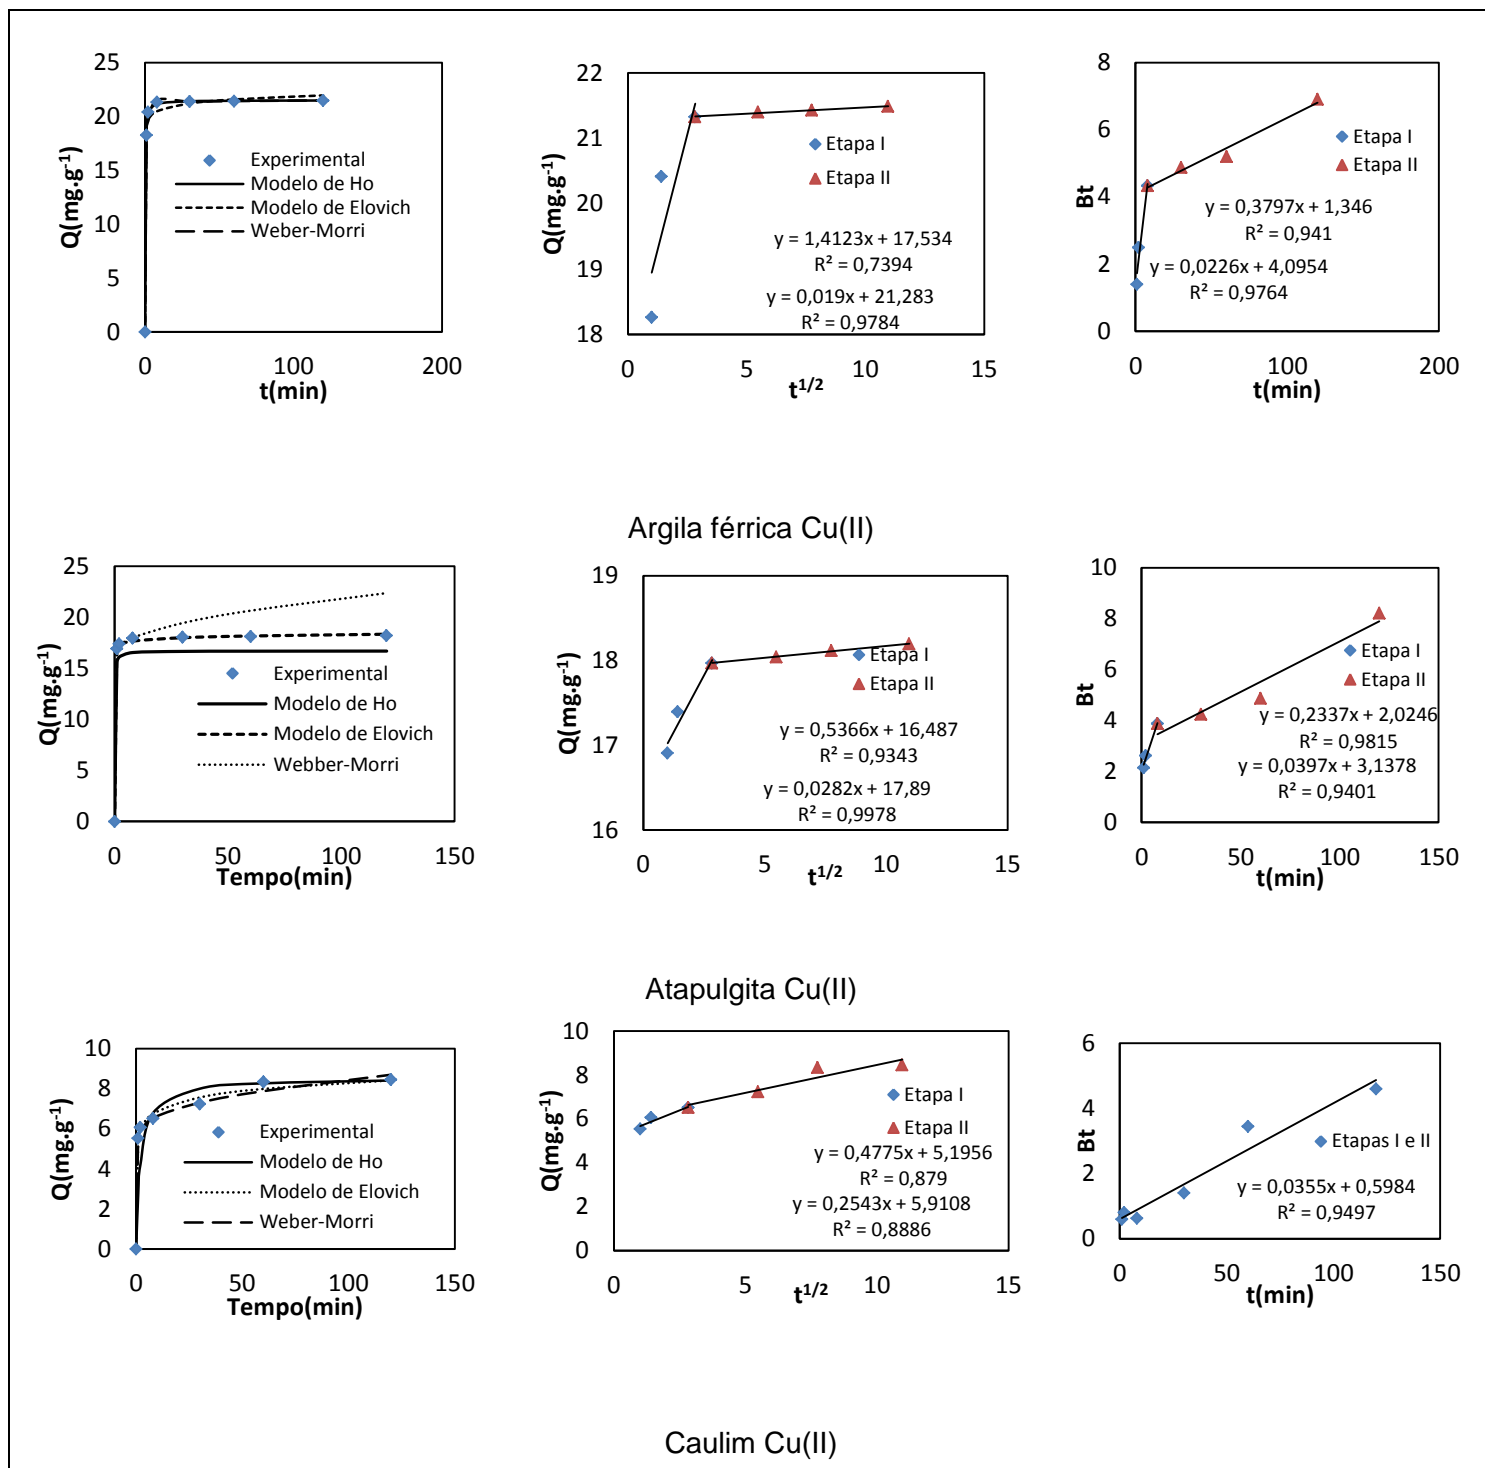 25
20
15
10
5
0
Q(mg.g⁻¹)
0 100 200
t(min)
Experimental
Modelo de Ho
Modelo de Elovich
Weber-Morri
22
21
20
19
18
Q(mg.g⁻¹)
0 5 10 15
t^1/2
Etapa I
Etapa II
y = 1,4123x + 17,534
R² = 0,7394
y = 0,019x + 21,283
R² = 0,9784
8
6
4
2
0
Bt
0 100 200
t(min)
Etapa I
Etapa II
y = 0,3797x + 1,346
R² = 0,941
y = 0,0226x + 4,0954
R² = 0,9764
Argila férrica Cu(II)
25
20
15
10
5
0
Q(mg.g⁻¹)
0 50 100 150
Tempo(min)
Experimental
Modelo de Ho
Modelo de Elovich
Webber-Morri
19
18
17
16
Q(mg.g⁻¹)
0 5 10 15
t^1/2
Etapa I
Etapa II
y = 0,5366x + 16,487
R² = 0,9343
y = 0,0282x + 17,89
R² = 0,9978
10
8
6
4
2
0
Bt
0 50 100 150
t(min)
Etapa I
Etapa II
y = 0,2337x + 2,0246
R² = 0,9815
y = 0,0397x + 3,1378
R² = 0,9401
Atapulgita Cu(II)
10
8
6
4
2
0
Q(mg.g⁻¹)
0 50 100 150
Tempo(min)
Experimental
Modelo de Ho
Modelo de Elovich
Weber-Morri
10
8
6
4
2
0
Q(mg.g⁻¹)
0 5 10 15
t^1/2
Etapa I
Etapa II
y = 0,4775x + 5,1956
R² = 0,879
y = 0,2543x + 5,9108
R² = 0,8886
6
4
2
0
Bt
0 50 100 150
t(min)
Etapas I e II
y = 0,0355x + 0,5984
R² = 0,9497
Caulim Cu(II)